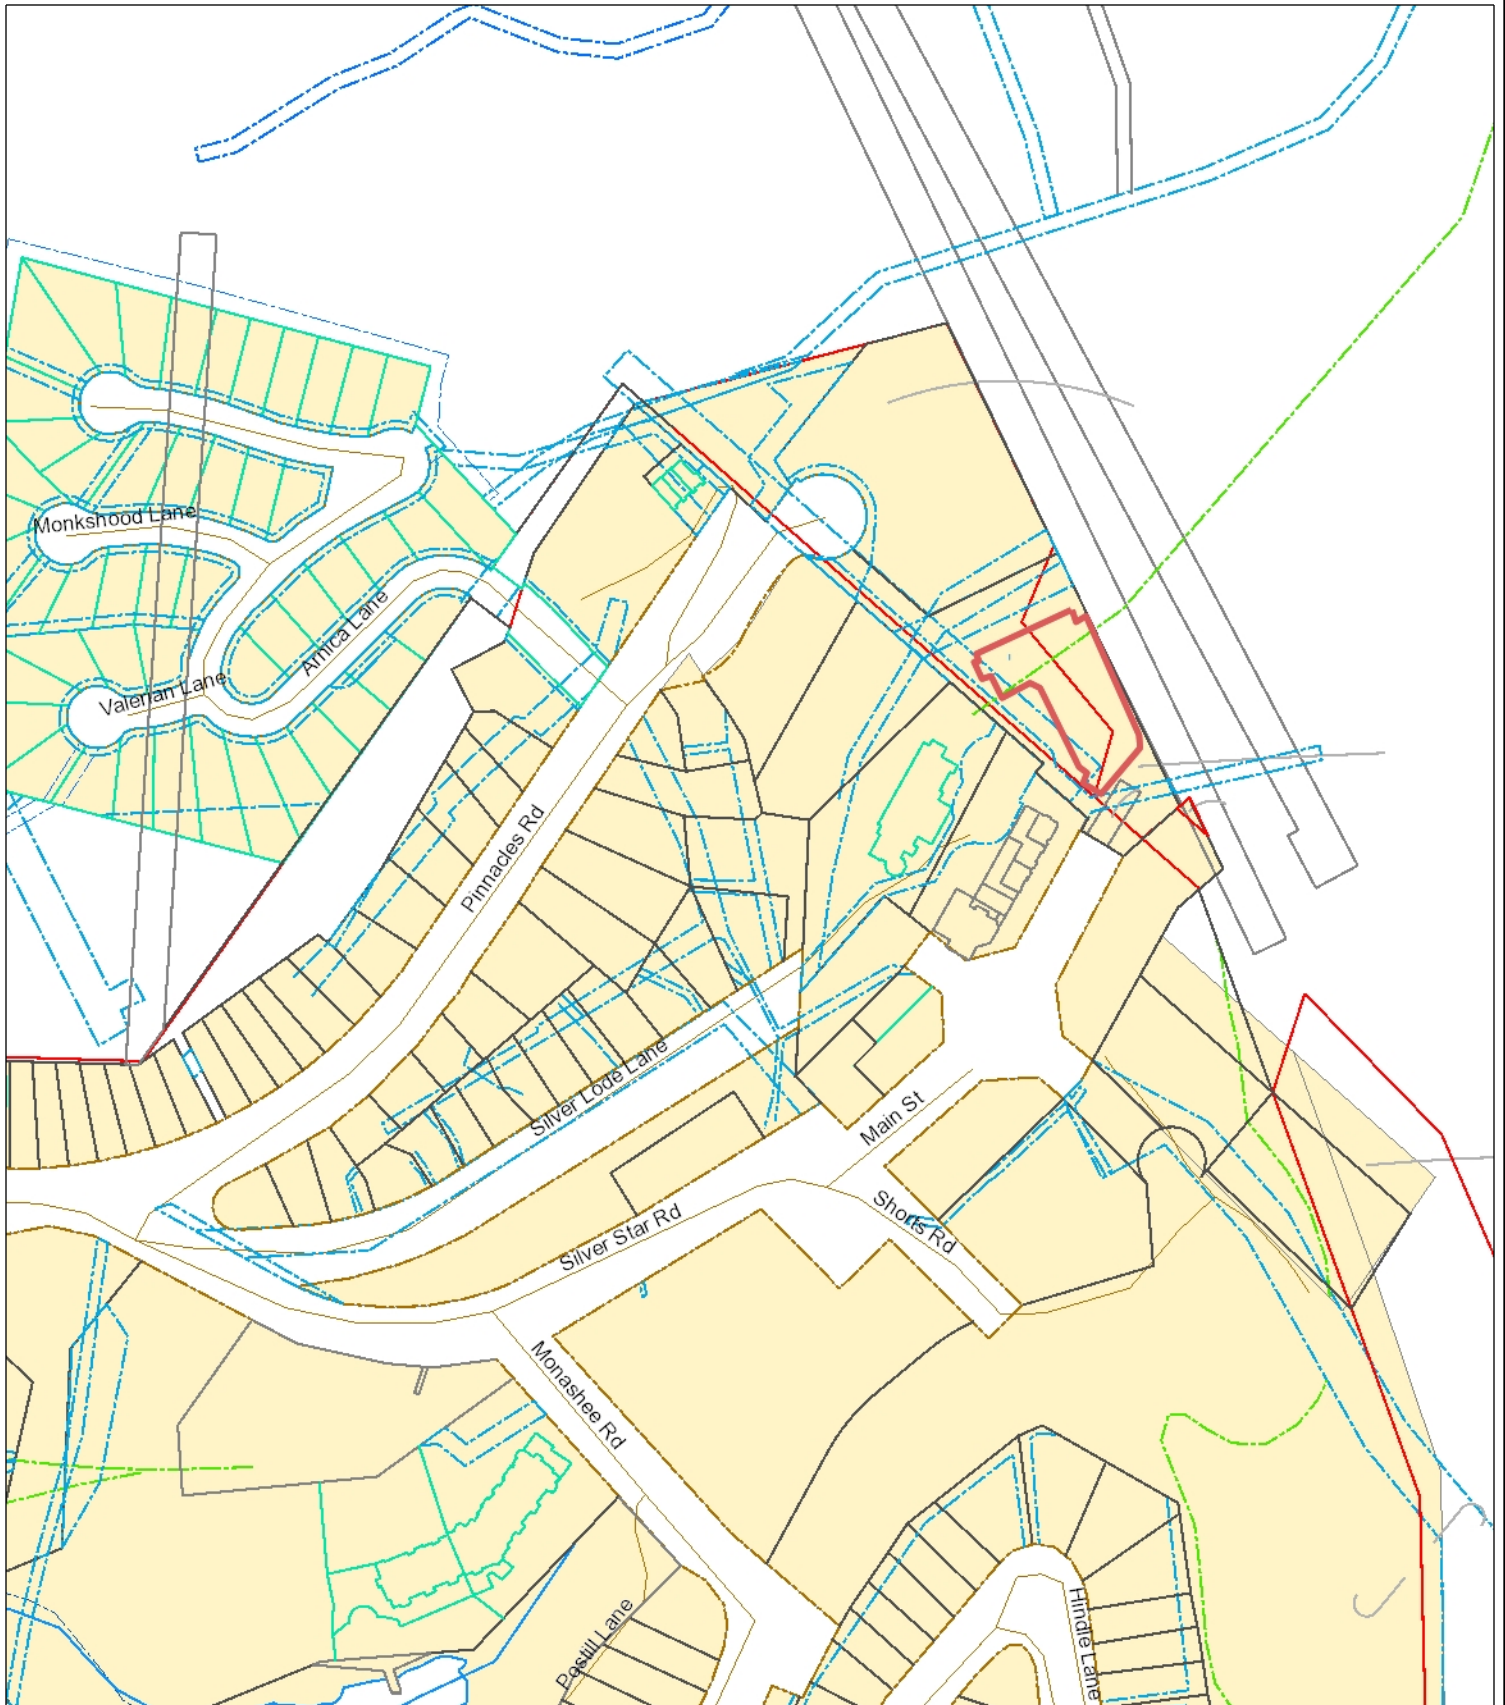 Monkshood Lane
Arnica Lane
Valerian Lane
Pinnacles Rd
Silver Lode Lane
Main St
Shorts Rd
Silver Star Rd
Monashee Rd
Postill Lane
Hindle Lane